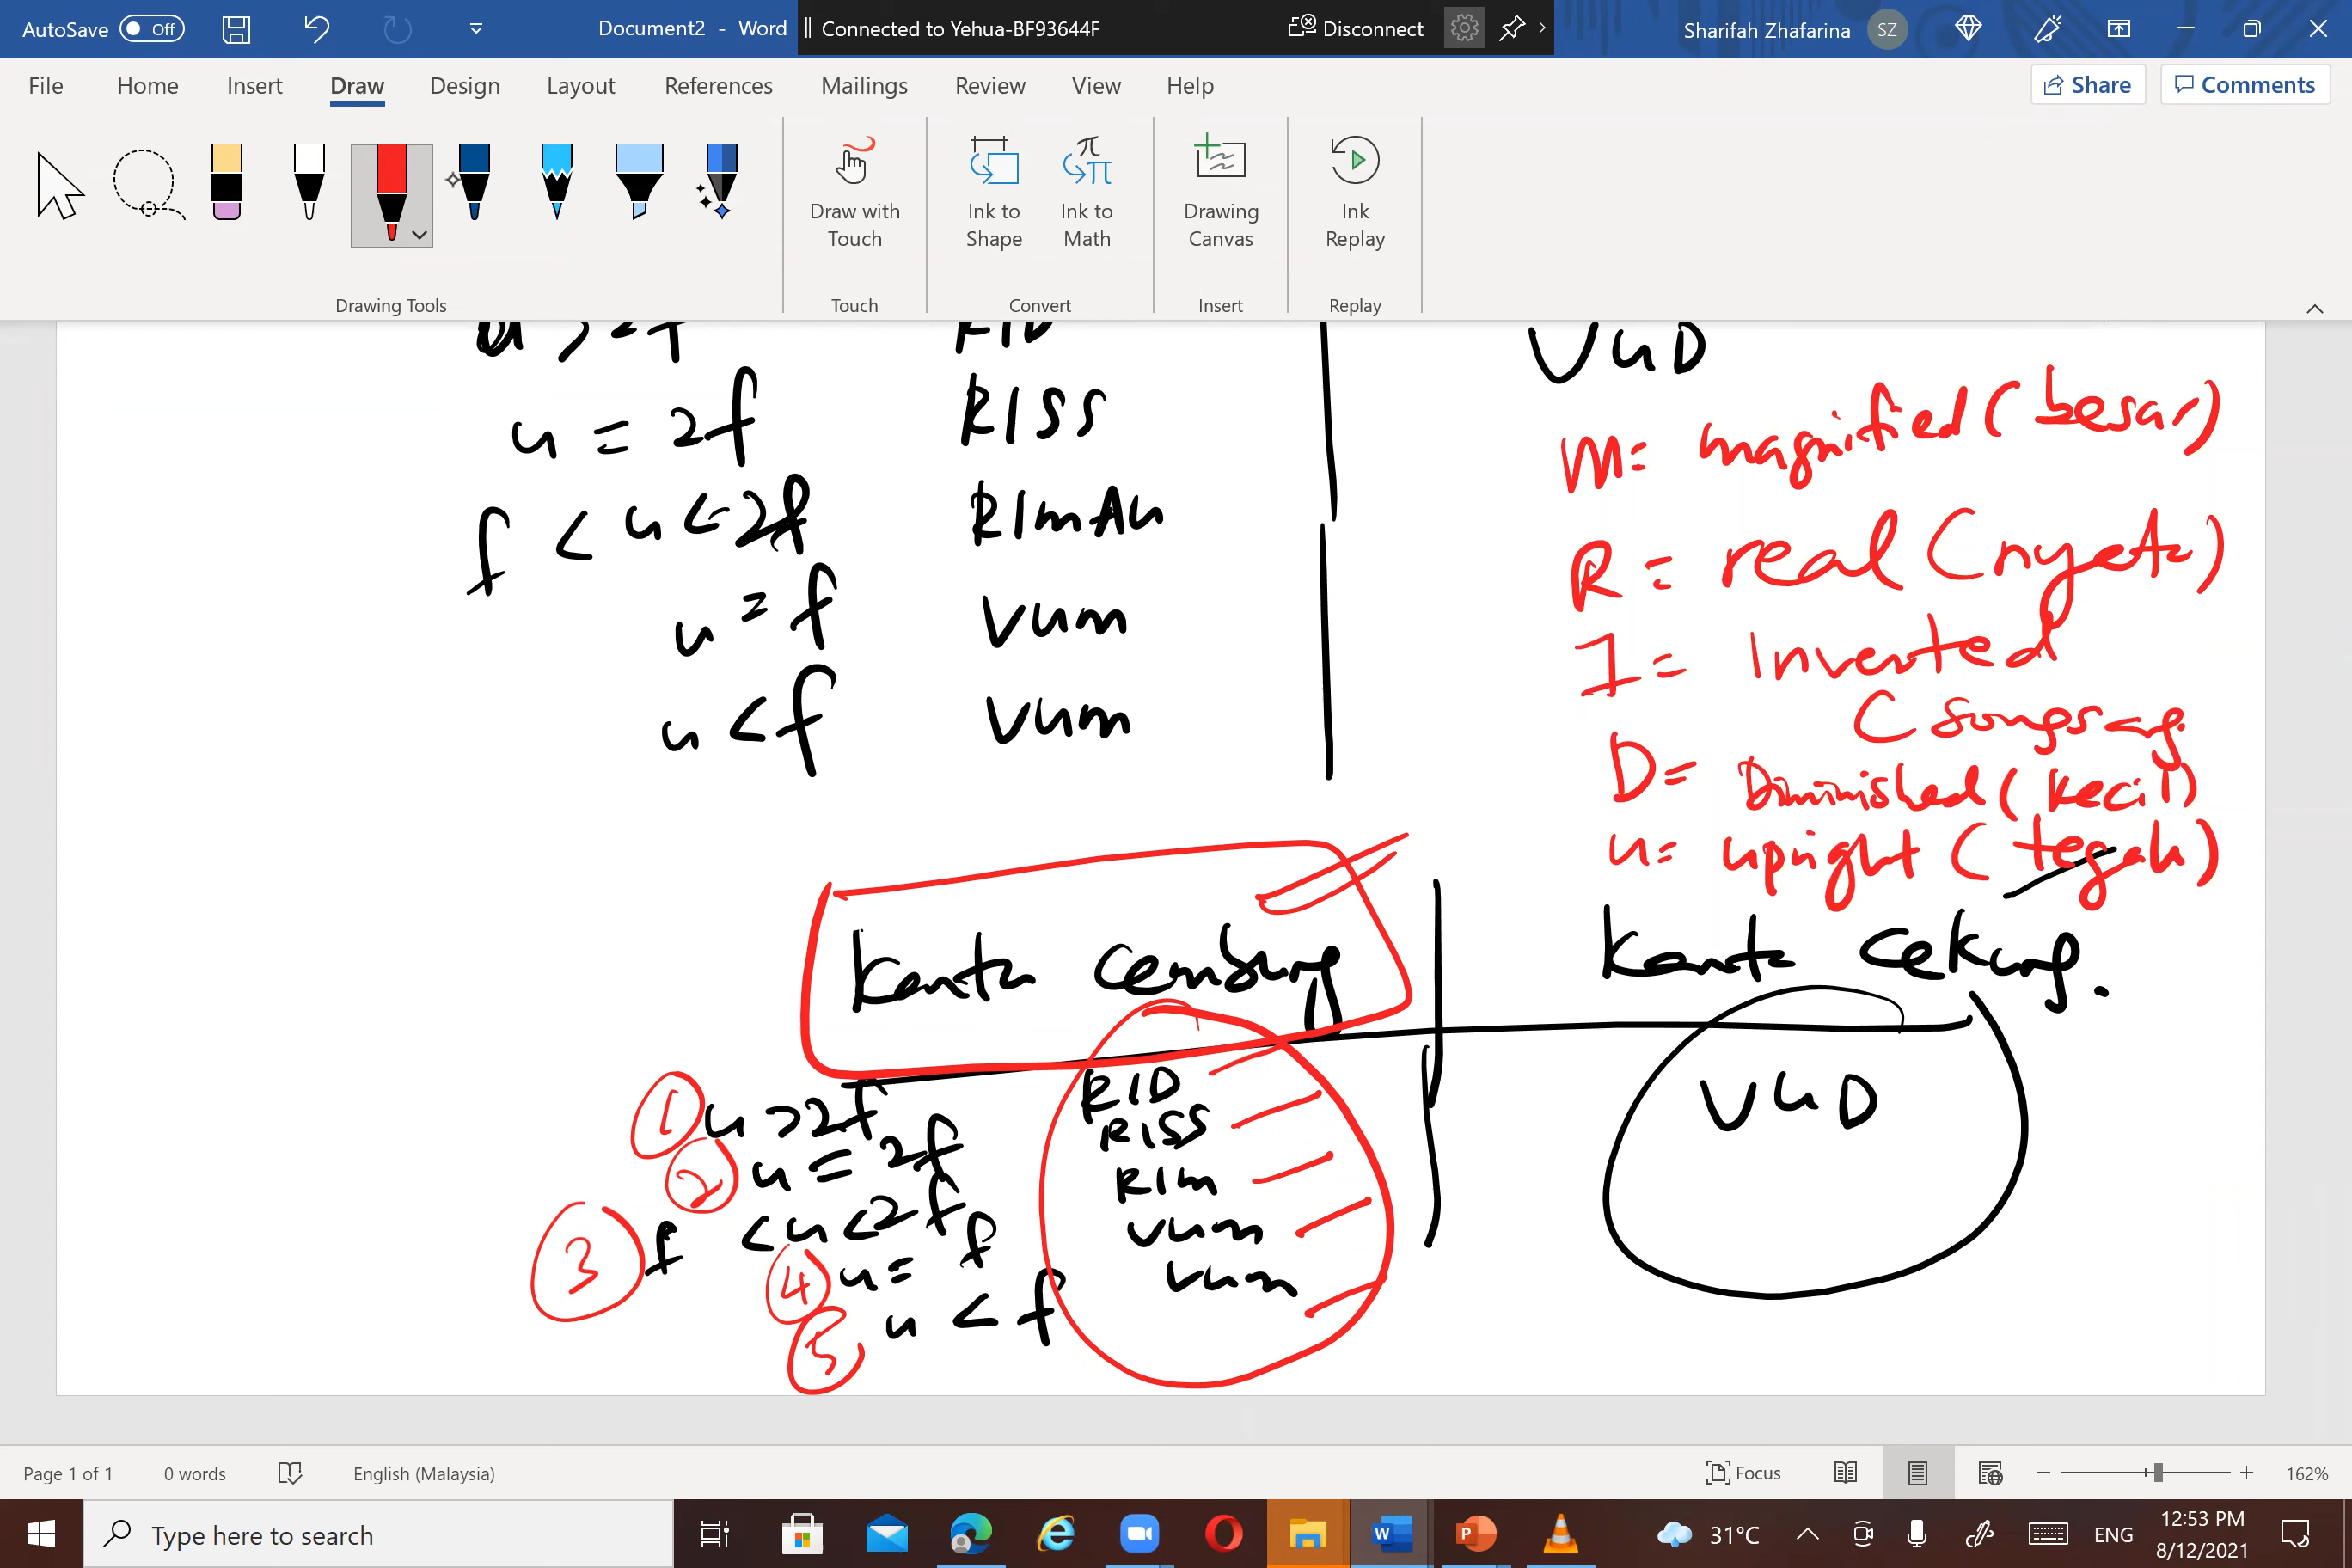 AutoSave Off Document2 - Word Connected to Yehua-BF93644F Disconnect Sharifah Zhafarina SZ
File Home Insert Draw Design Layout References Mailings Review View Help Share Comments
Draw with Touch
Ink to Shape
Ink to Math
Drawing Canvas
Ink Replay
Drawing Tools Touch Convert Insert Replay
u > 2f RID
u = 2f RISS
f < u < 2f RIMAU
u = f VUM
u < f VUM
VUD
M = magnified (besar)
R = real (nyata)
I = Inverted
(songsang
D = Diminished (kecil)
u = upright (tegak)
kanta cembung
kanta cekung.
1 u > 2f RID
2 u = 2f RISS
3 f < u < 2f RIM
4 u = f VUM
5 u < f VUM
VUD
Page 1 of 1 0 words English (Malaysia) Focus 162%
Type here to search 31°C ENG 12:53 PM
8/12/2021